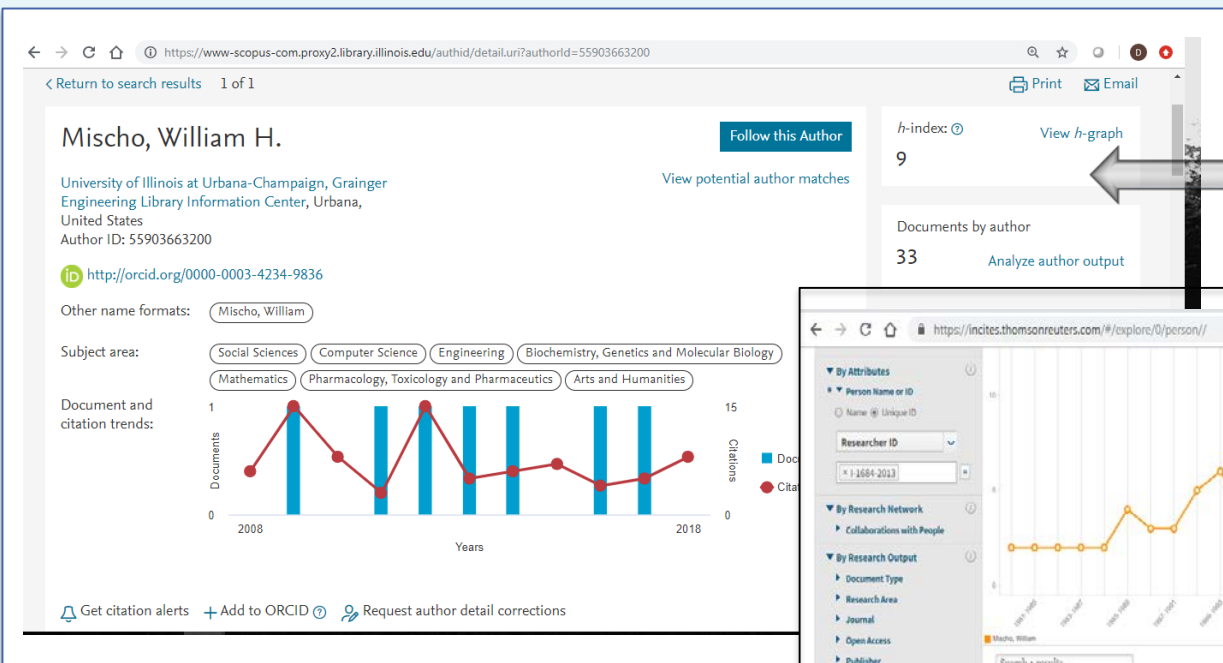 https://www-scopus-com.proxy2.library.illinois.edu/authid/detail.uri?authorId=55903663200
D
< Return to search results 1 of 1
Print Email
Mischo, William H.
Follow this Author
University of Illinois at Urbana-Champaign, Grainger
Engineering Library Information Center, Urbana,
United States
Author ID: 55903663200
View potential author matches
iD http://orcid.org/0000-0003-4234-9836
Other name formats: Mischo, William
Subject area: Social Sciences Computer Science Engineering Biochemistry, Genetics and Molecular Biology
Mathematics Pharmacology, Toxicology and Pharmaceutics Arts and Humanities
Document and
citation trends:
1
Documents
0
15
Citations
0
2008
2018
Years
Doc
Cita
Get citation alerts + Add to ORCID Request author detail corrections
h-index: View h-graph
9
Documents by author
33 Analyze author output
https://incites.thomsonreuters.com/#/explore/0/person//
By Attributes
Person Name or ID
Name Unique ID
Researcher ID
× I-1684-2013
By Research Network
Collaborations with People
By Research Output
Document Type
Research Area
Journal
Open Access
Publisher
10
0
Mischo, William